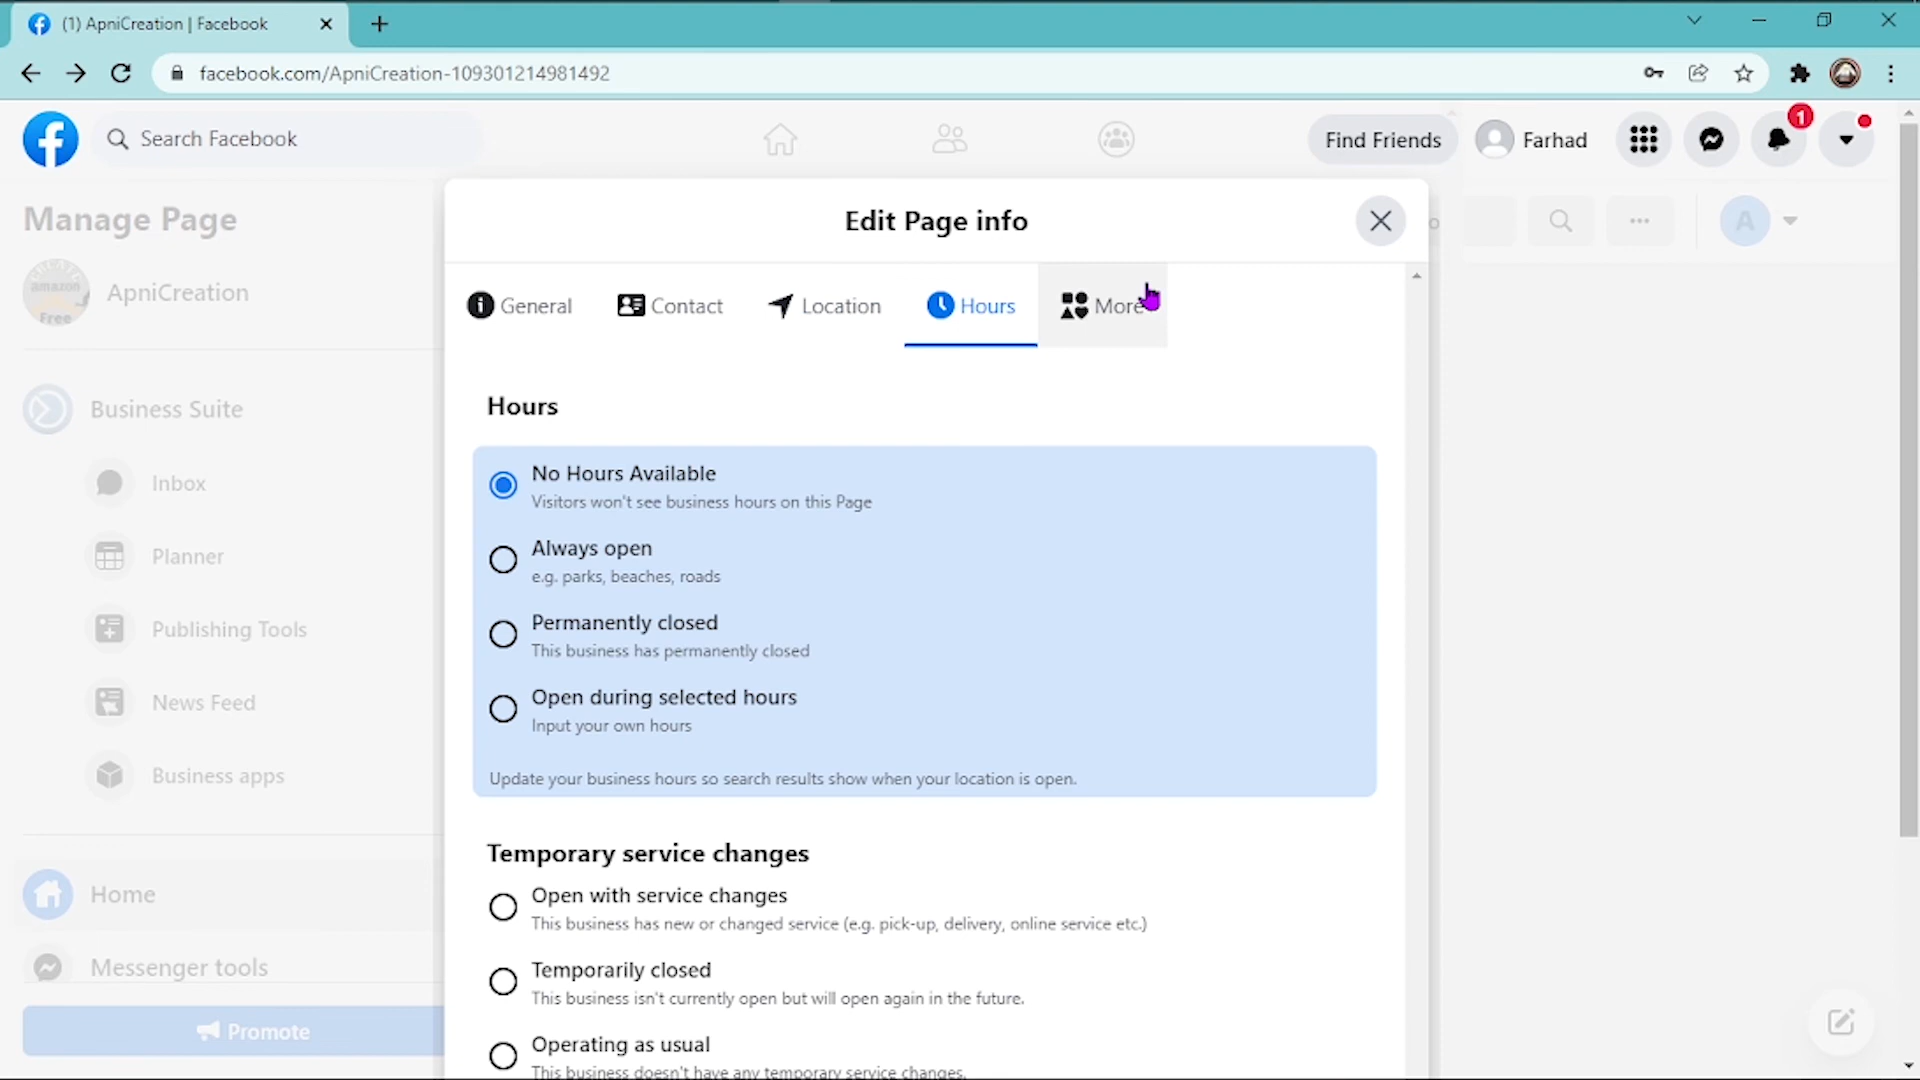 (1) ApniCreation | Facebook
facebook.com/ApniCreation-109301214981492
Search Facebook
Find Friends
Farhad
1
Manage Page
Edit Page info
A
amazon
Free
ApniCreation
General
Contact
Location
Hours
More
Business Suite
Inbox
Planner
Publishing Tools
News Feed
Business apps
Home
Messenger tools
Promote
Hours
No Hours Available
Visitors won't see business hours on this Page
Always open
e.g. parks, beaches, roads
Permanently closed
This business has permanently closed
Open during selected hours
Input your own hours
Update your business hours so search results show when your location is open.
Temporary service changes
Open with service changes
This business has new or changed service (e.g. pick-up, delivery, online service etc.)
Temporarily closed
This business isn't currently open but will open again in the future.
Operating as usual
This business doesn't have any temporary service changes.